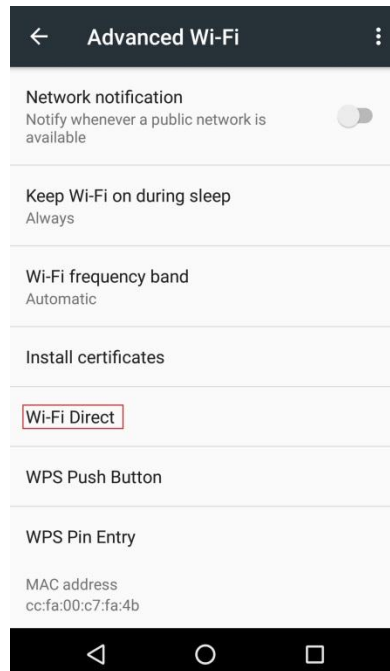 Advanced Wi-Fi
Network notification
Notify whenever a public network is
available
Keep Wi-Fi on during sleep
Always
Wi-Fi frequency band
Automatic
Install certificates
Wi-Fi Direct
WPS Push Button
WPS Pin Entry
MAC address
cc:fa:00:c7:fa:4b